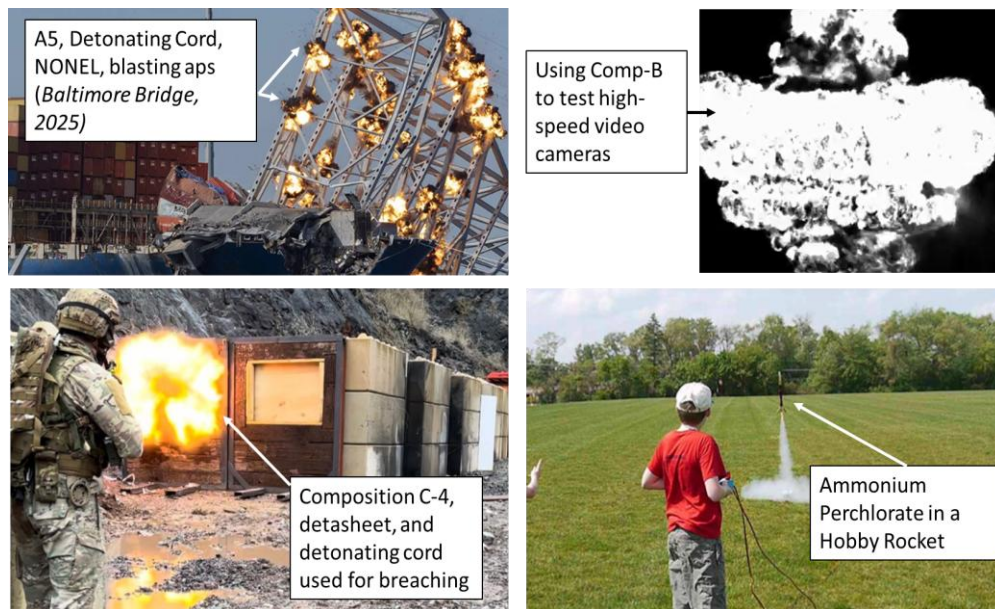 A5, Detonating Cord,
NONEL, blasting aps
(Baltimore Bridge,
2025)
Using Comp-B
to test high-
speed video
cameras
Composition C-4,
detasheet, and
detonating cord
used for breaching
Ammonium
Perchlorate in a
Hobby Rocket